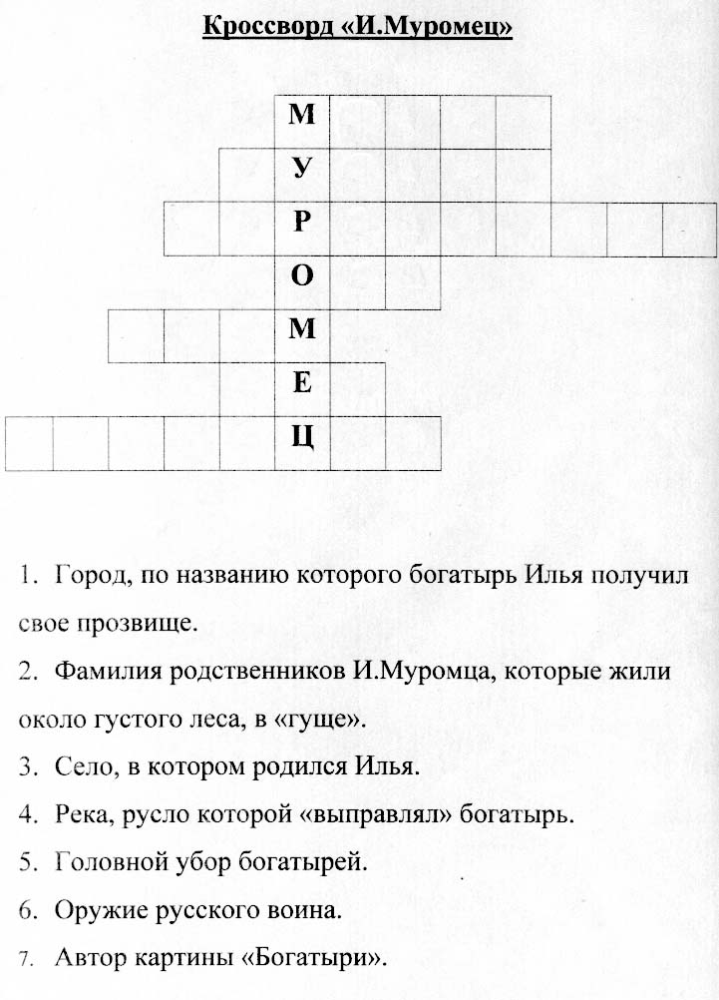 Кроссворд «И.Муромец»
М
У
Р
О
М
Е
Ц
1. Город, по названию которого богатырь Илья получил
свое прозвище.
2. Фамилия родственников И.Муромца, которые жили
около густого леса, в «гуще».
3. Село, в котором родился Илья.
4. Река, русло которой «выправлял» богатырь.
5. Головной убор богатырей.
6. Оружие русского воина.
7. Автор картины «Богатыри».